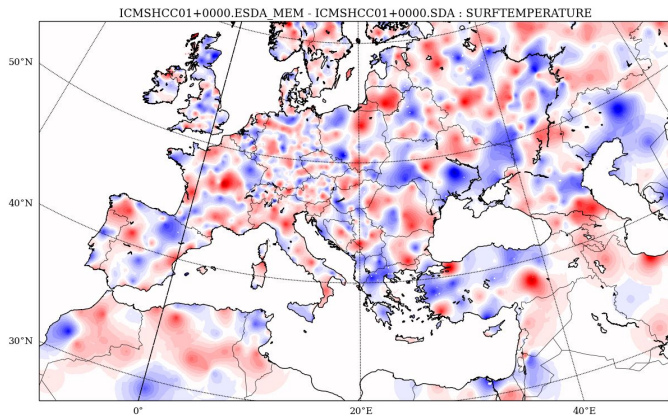 ICMSHCC01+0000.ESDA_MEM - ICMSHCC01+0000.SDA : SURFTEMPERATURE
50°N
40°N
30°N
0°
20°E
40°E